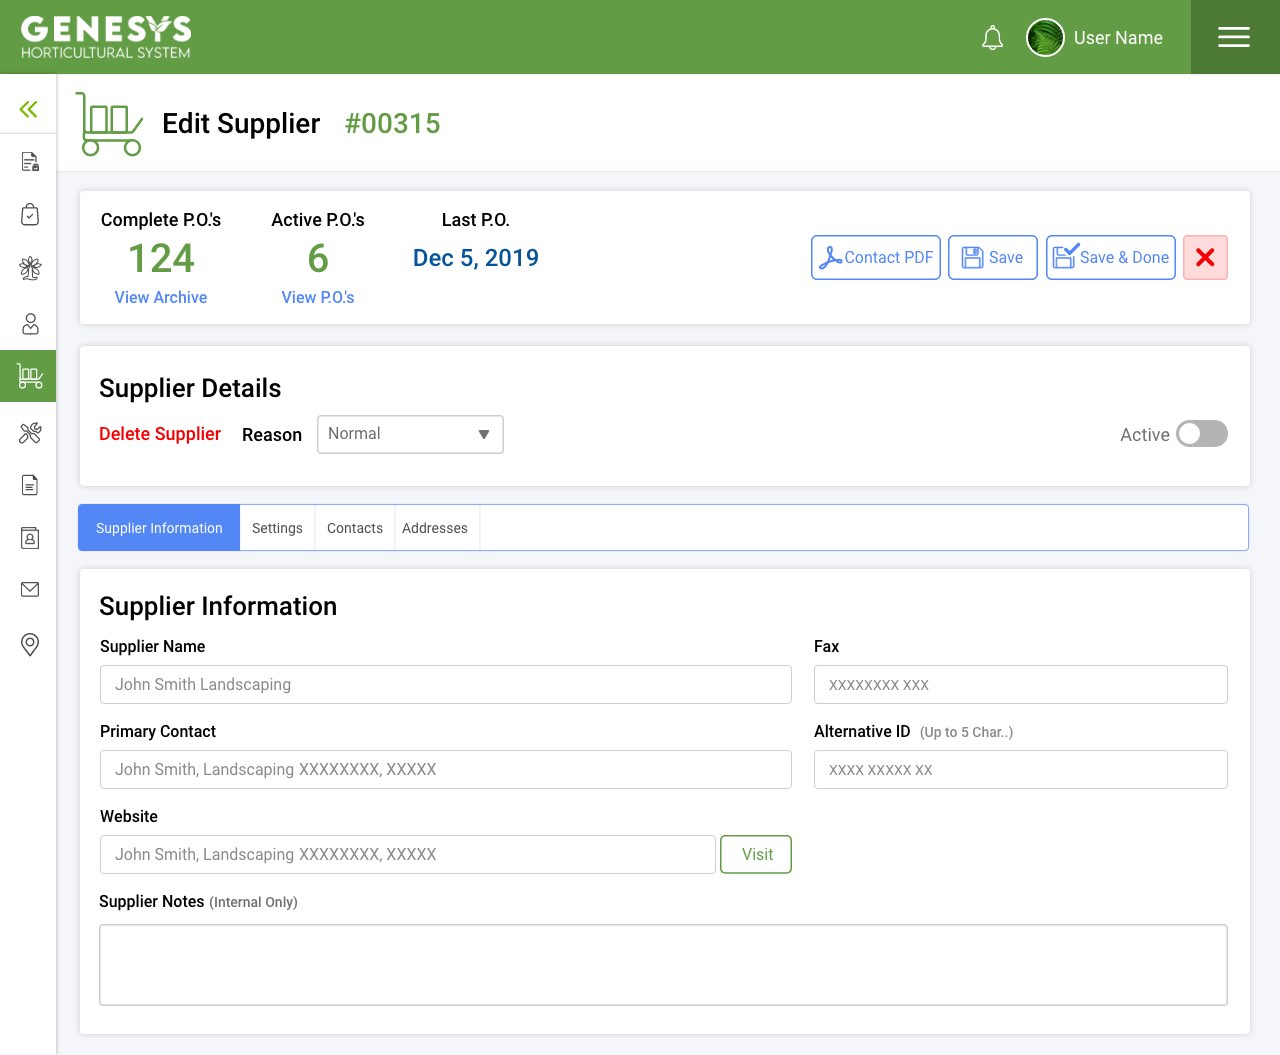 GENESYS
HORTICULTURAL SYSTEM
User Name
Edit Supplier #00315
Complete P.O.'s
124
View Archive
Active P.O.'s
6
View P.O.'s
Last P.O.
Dec 5, 2019
Contact PDF
Save
Save & Done
Supplier Details
Delete Supplier
Reason
Normal
Active
Supplier Information
Settings
Contacts
Addresses
Supplier Information
Supplier Name
John Smith Landscaping
Fax
XXXXXXXX XXX
Primary Contact
John Smith, Landscaping XXXXXXXX, XXXXX
Alternative ID (Up to 5 Char..)
XXXX XXXXX XX
Website
John Smith, Landscaping XXXXXXXX, XXXXX
Visit
Supplier Notes (Internal Only)